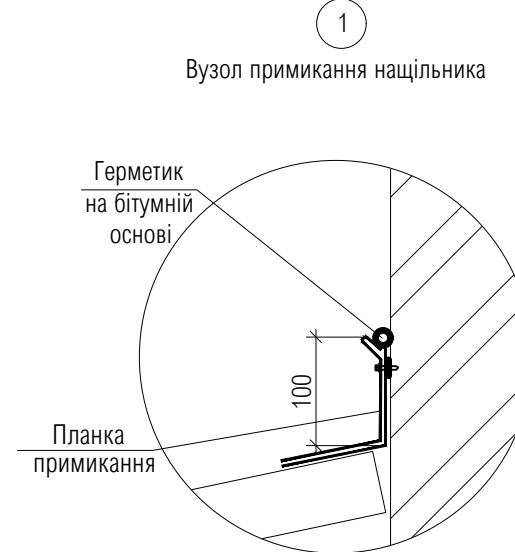 1
Вузол примикання нащільника
Герметик
на бітумній
основі
100
Планка
примикання